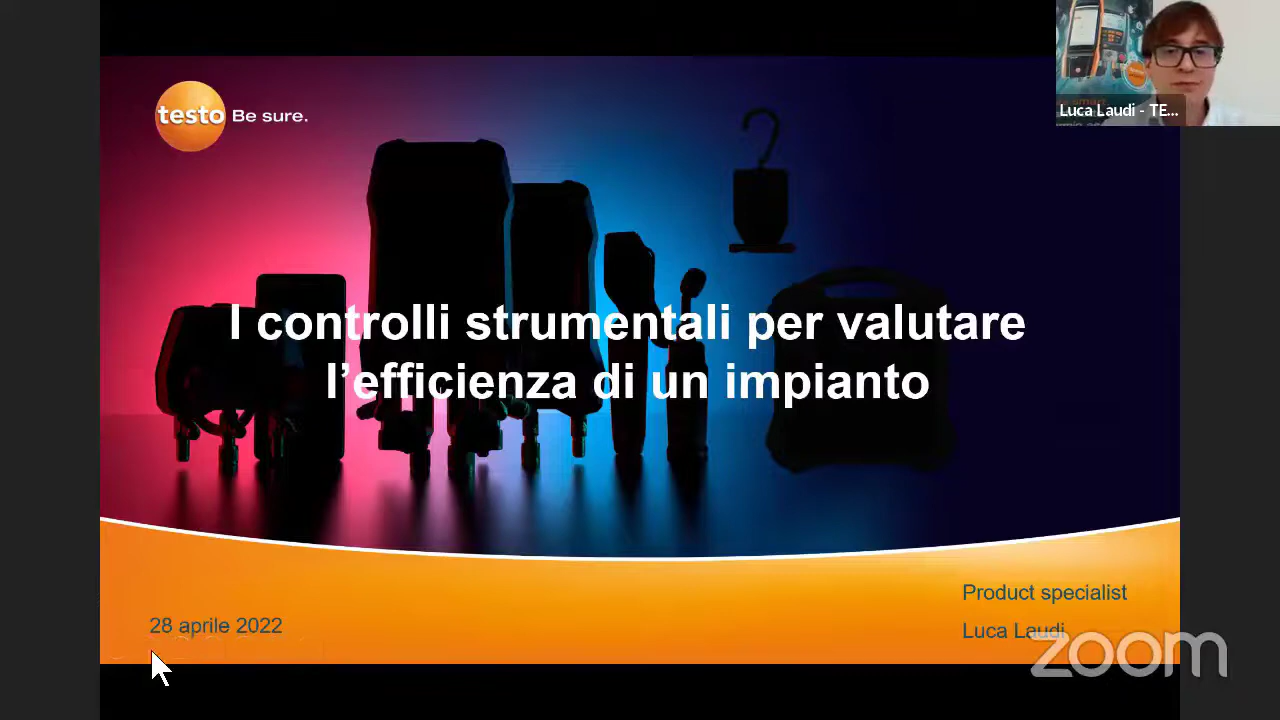 Luca Laudi - TE...
testo Be sure.
I controlli strumentali per valutare
l'efficienza di un impianto
Product specialist
28 aprile 2022
Luca Laudi
zoom